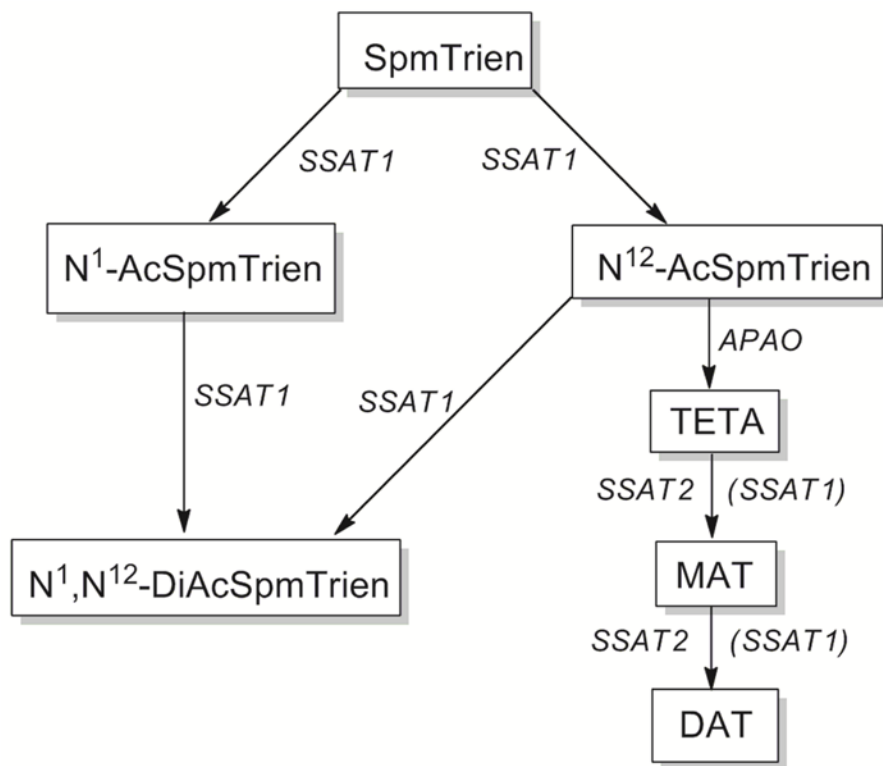 SpmTrien
SSAT1 SSAT1
N¹-AcSpmTrien N¹²-AcSpmTrien
APAO
SSAT1 SSAT1
TETA
SSAT2 (SSAT1)
N¹,N¹²-DiAcSpmTrien MAT
SSAT2 (SSAT1)
DAT